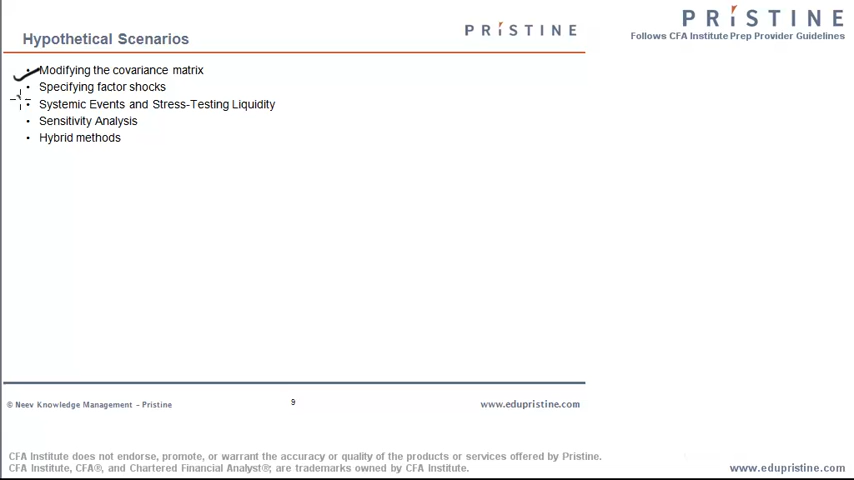 PRISTINE
Follows CFA Institute Prep Provider Guidelines
Hypothetical Scenarios
PRISTINE
• Modifying the covariance matrix
• Specifying factor shocks
• Systemic Events and Stress-Testing Liquidity
• Sensitivity Analysis
• Hybrid methods
© Neev Knowledge Management – Pristine
9
www.edupristine.com
CFA Institute does not endorse, promote, or warrant the accuracy or quality of the products or services offered by Pristine.
CFA Institute, CFA®, and Chartered Financial Analyst®; are trademarks owned by CFA Institute.
www.edupristine.com